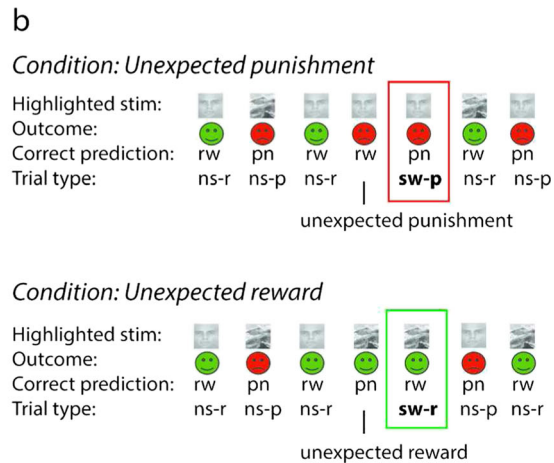 b
Condition: Unexpected punishment
Highlighted stim:
Outcome:
Correct prediction: rw pn rw rw pn rw pn
Trial type: ns-r ns-p ns-r sw-p ns-r ns-p
unexpected punishment
Condition: Unexpected reward
Highlighted stim:
Outcome:
Correct prediction: rw pn rw pn rw pn rw
Trial type: ns-r ns-p ns-r sw-r ns-p ns-r
unexpected reward